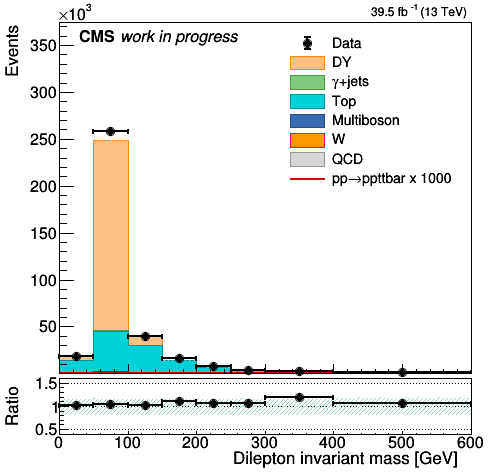 ×10³
39.5 fb⁻¹ (13 TeV)
CMS work in progress
Events
350
300
250
200
150
100
50
0
Data
DY
γ+jets
Top
Multiboson
W
QCD
pp→ppttbar x 1000
Ratio
1.5
1
0.5
0 100 200 300 400 500 600
Dilepton invariant mass [GeV]